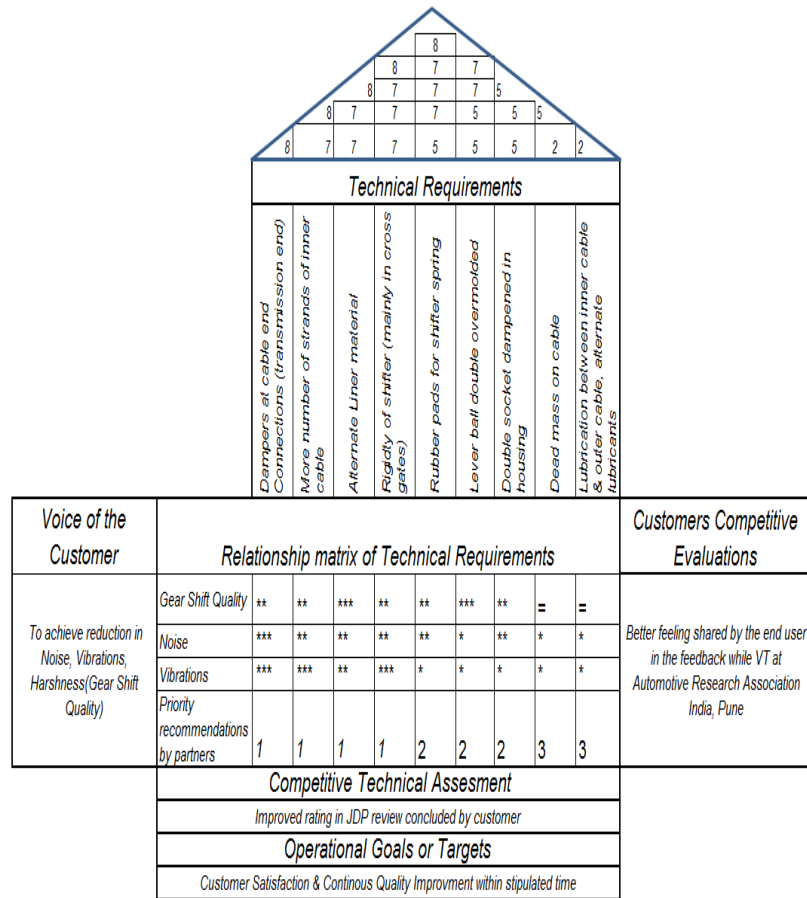 8
8 7 7
8 7 7 7 5
8 7 7 7 5 5 5
8 7 7 7 5 5 5 2 2
Technical Requirements
Dampers at cable end
Connections (transmission end)
More number of strands of inner
cable
Alternate Liner material
Rigidty of shifter (mainly in cross
gates)
Rubber pads for shifter spring
Lever ball double overmolded
Double socket dampened in
housing
Dead mass on cable
Lubrication between inner cable
& outer cable, alternate
lubricants
Voice of the
Customer
Relationship matrix of Technical Requirements
Customers Competitive
Evaluations
To achieve reduction in
Noise, Vibrations,
Harshness(Gear Shift
Quality)
Gear Shift Quality ** ** *** ** ** *** ** = =
Noise *** ** ** ** ** * ** * *
Vibrations *** *** ** *** * * * * *
Priority
recommendations
by partners 1 1 1 1 2 2 2 3 3
Better feeling shared by the end user
in the feedback while VT at
Automotive Research Association
India, Pune
Competitive Technical Assesment
Improved rating in JDP review concluded by customer
Operational Goals or Targets
Customer Satisfaction & Continous Quality Improvment within stipulated time